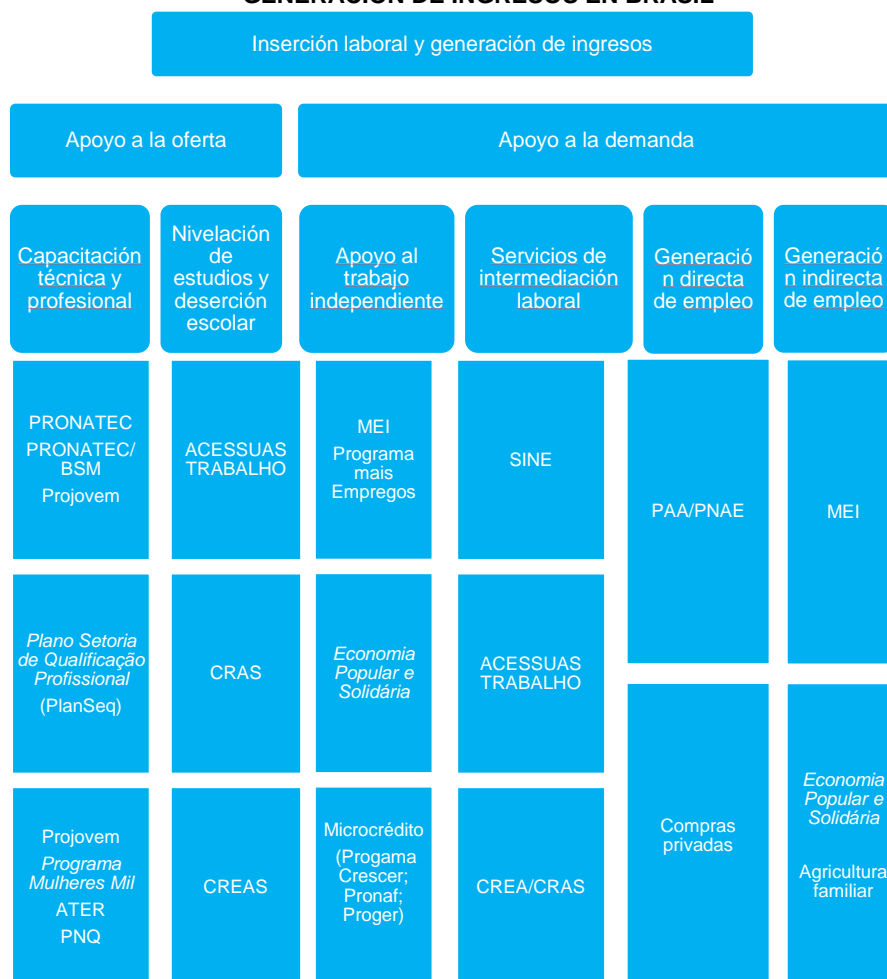 GENERACIÓN DE INGRESOS EN BRASIL
Inserción laboral y generación de ingresos
Apoyo a la oferta
Apoyo a la demanda
Capacitación
técnica y
profesional
Nivelación
de
estudios y
deserción
escolar
Apoyo al
trabajo
independiente
Servicios de
intermediación
laboral
Generació
n directa
de empleo
Generació
n indirecta
de empleo
PRONATEC
PRONATEC/
BSM
Projovem
ACESSUAS
TRABALHO
MEI
Programa
mais
Empregos
SINE
PAA/PNAE
MEI
Plano Setoria
de Qualificação
Profissional
(PlanSeq)
CRAS
Economia
Popular e
Solidária
ACESSUAS
TRABALHO
Projovem
Programa
Mulheres Mil
ATER
PNQ
CREAS
Microcrédito
(Progama
Crescer;
Pronaf;
Proger)
CREA/CRAS
Compras
privadas
Economia
Popular e
Solidária
Agricultura
familiar